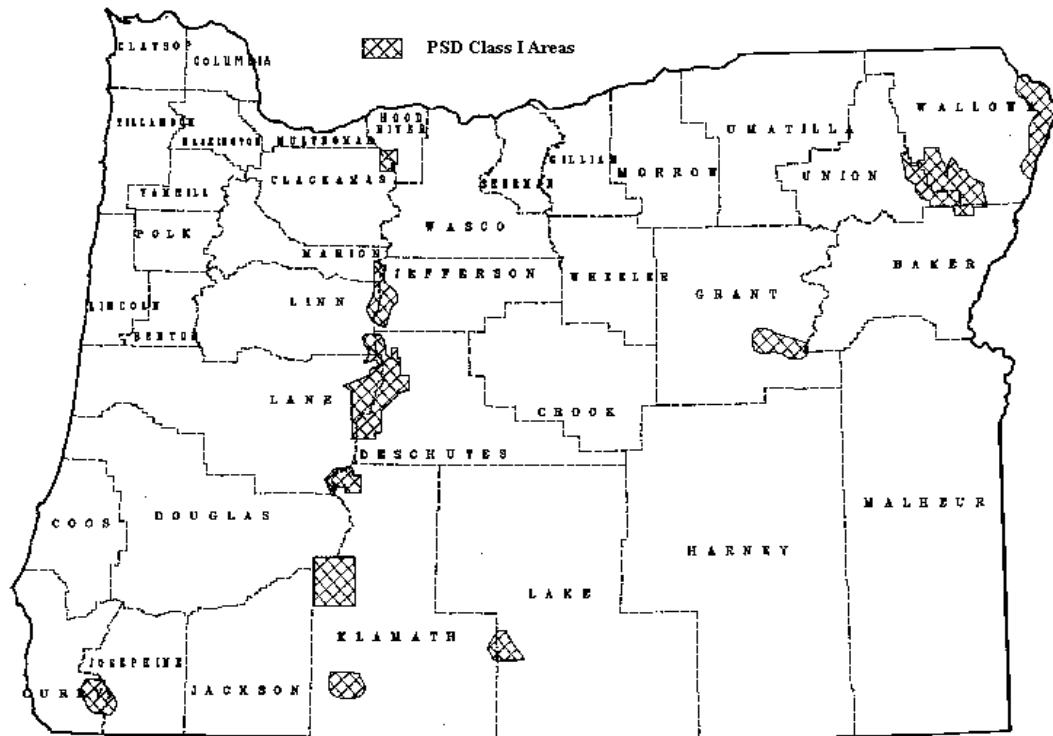 PSD Class I Areas
CLATSOP
COLUMBIA
TILLAMOOK
WASHINGTON
MULTNOMAH
HOOD
RIVER
WALLOWA
UMATILLA
GILLIAM
MORROW
UNION
YAMHILL
CLACKAMAS
SHERMAN
POLK
WASCO
MARION
JEFFERSON
WHEELER
BAKER
LINCOLN
LINN
GRANT
BENTON
LANE
CROOK
DESCHUTES
MALHEUR
COOS
DOUGLAS
HARNEY
LAKE
KLAMATH
JOSEPHINE
CURRY
JACKSON